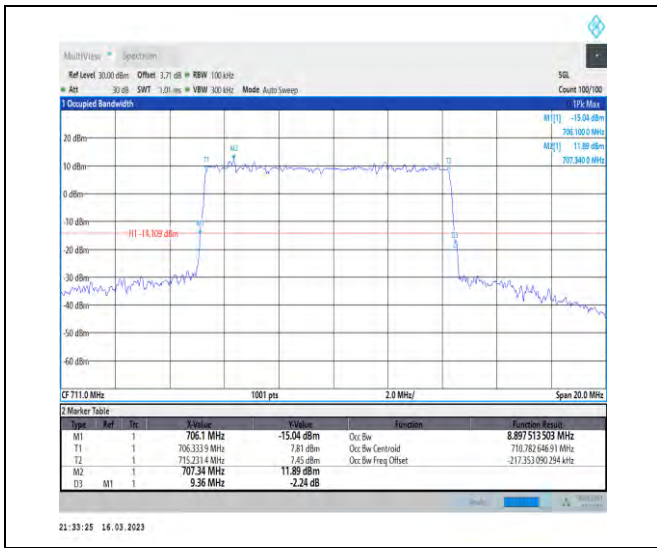 MultiView Spectrum
Ref Level 30.00 dBm Offset 3.71 dB RBW 100 kHz SGL
Att 30 dB SWT 1.01 ms VBW 300 kHz Mode Auto Sweep Count 100/100
1 Occupied Bandwidth 1Pk Max
M1[1] -15.04 dBm
706.100 0 MHz
M2[1] 11.89 dBm
707.340 0 MHz
20 dBm
M2
T1 T2
10 dBm
0 dBm
-10 dBm
M1
H1 -14.109 dBm
D3
-20 dBm
-30 dBm
-40 dBm
-50 dBm
-60 dBm
CF 711.0 MHz 1001 pts 2.0 MHz/ Span 20.0 MHz
2 Marker Table
Type Ref Trc X-Value Y-Value Function Function Result
M1 1 706.1 MHz -15.04 dBm Occ Bw 8.897 513 503 MHz
T1 1 706.333 9 MHz 7.81 dBm Occ Bw Centroid 710.782 646 91 MHz
T2 1 715.231 4 MHz 7.45 dBm Occ Bw Freq Offset -217.353 090 294 kHz
M2 1 707.34 MHz 11.89 dBm
D3 M1 1 9.36 MHz -2.24 dB
21:33:25 16.03.2023